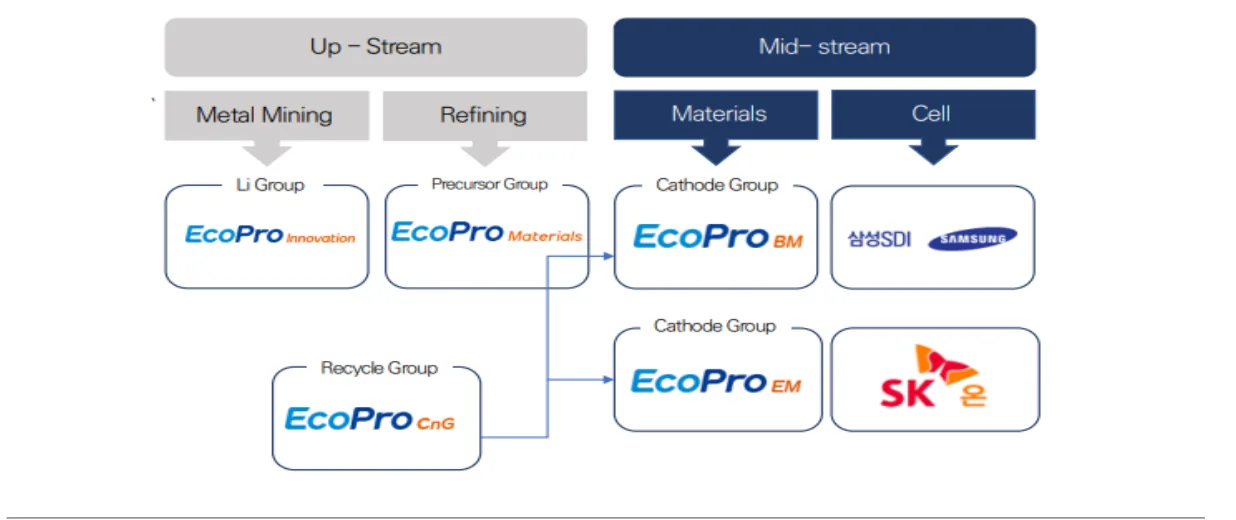 Up - Stream
Mid- stream
Metal Mining
Refining
Materials
Cell
Li Group
Precursor Group
Cathode Group
EcoPro Innovation
EcoPro Materials
EcoPro BM
삼성SDI
SAMSUNG
Cathode Group
Recycle Group
EcoPro EM
SK 온
EcoPro CnG